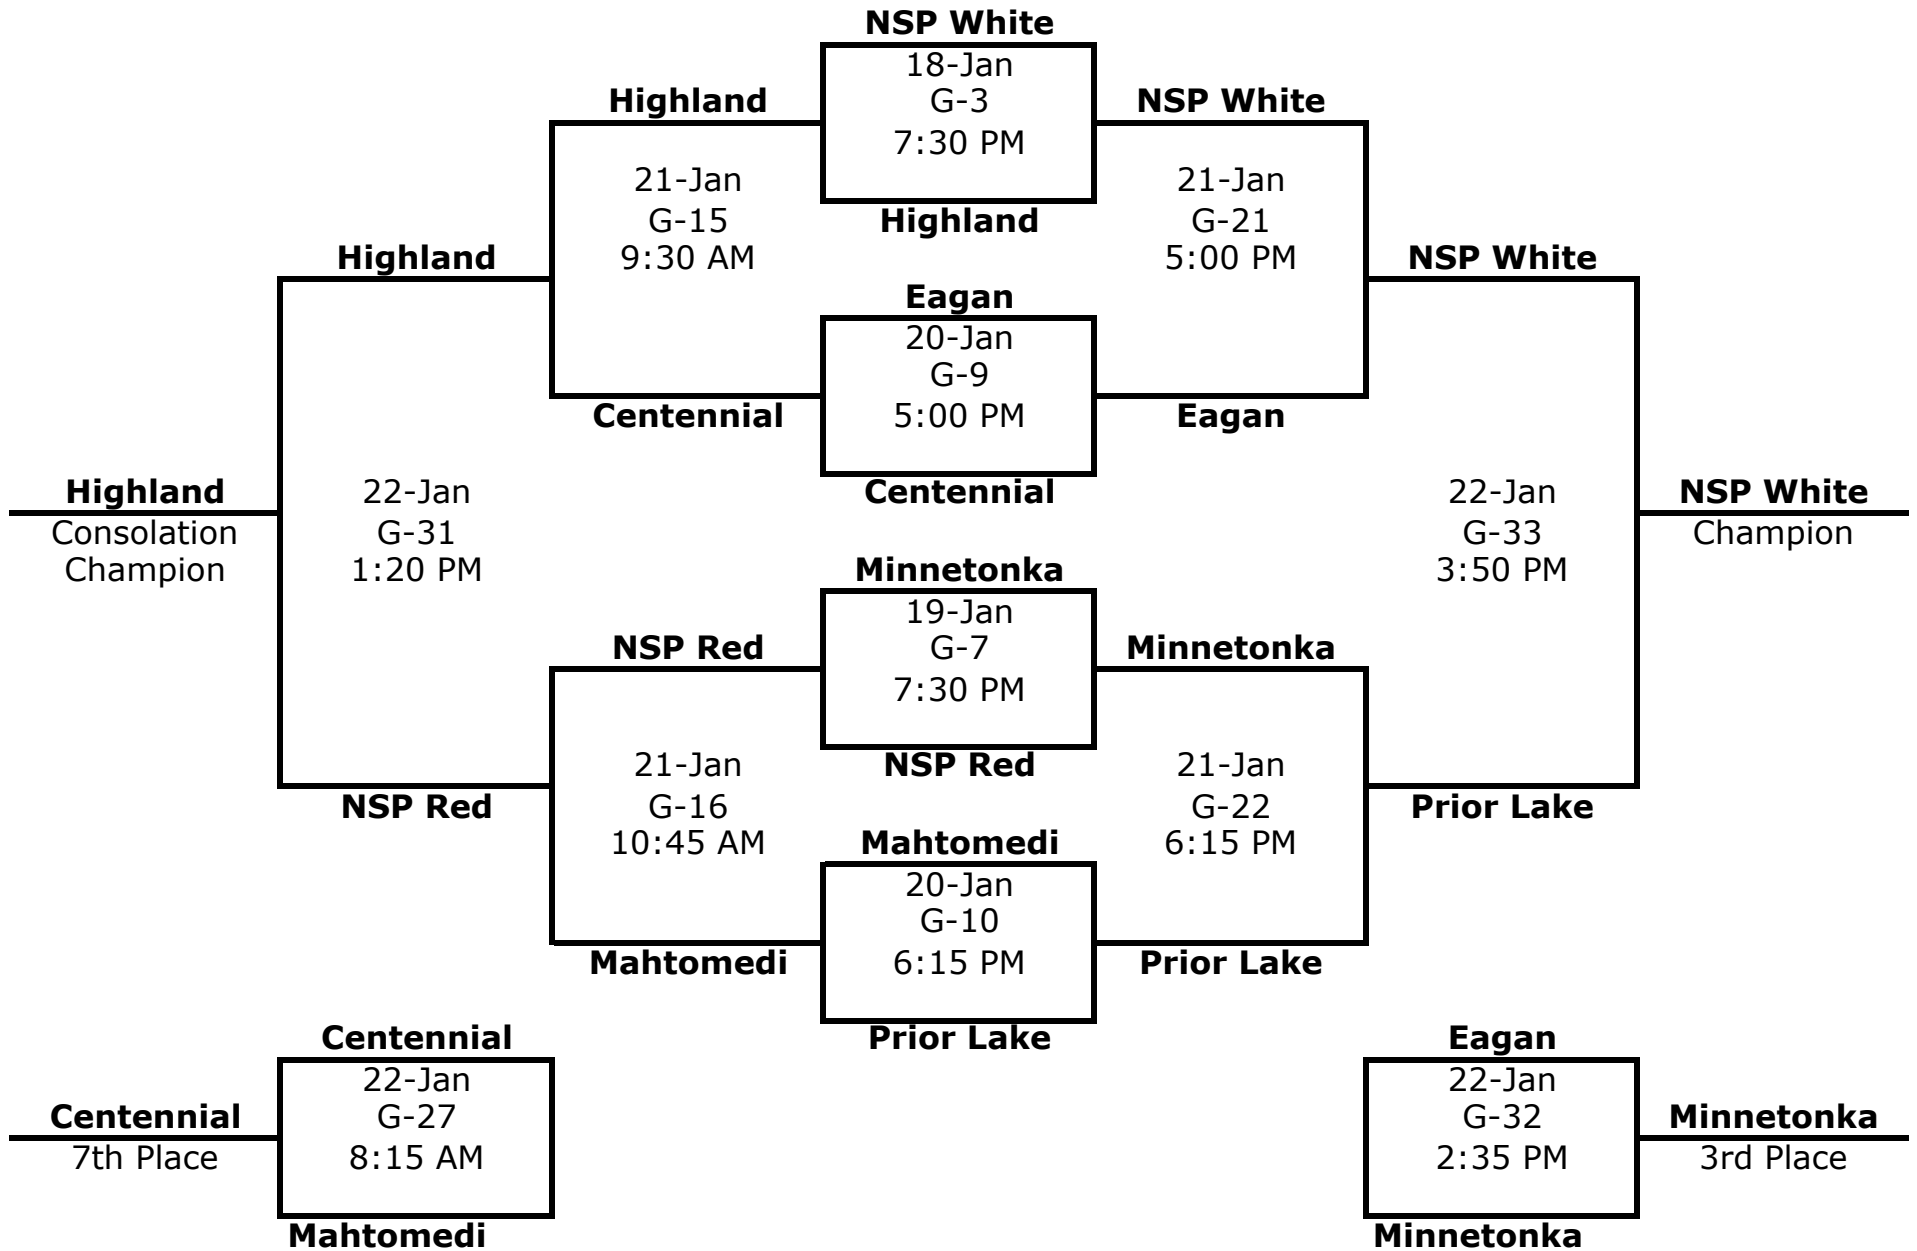 NSP White
18-Jan
Highland
G-3
NSP White
7:30 PM
21-Jan
21-Jan
G-15
Highland
G-21
Highland
9:30 AM
5:00 PM
NSP White
Eagan
20-Jan
G-9
Centennial
5:00 PM
Eagan
Highland
22-Jan
Centennial
22-Jan
NSP White
Consolation
G-31
G-33
Champion
Champion
1:20 PM
Minnetonka
3:50 PM
19-Jan
NSP Red
G-7
Minnetonka
7:30 PM
21-Jan
NSP Red
21-Jan
NSP Red
G-16
G-22
Prior Lake
10:45 AM
Mahtomedi
6:15 PM
20-Jan
G-10
Mahtomedi
6:15 PM
Prior Lake
Centennial
Prior Lake
Eagan
22-Jan
22-Jan
Centennial
G-27
G-32
Minnetonka
7th Place
8:15 AM
2:35 PM
3rd Place
Mahtomedi
Minnetonka